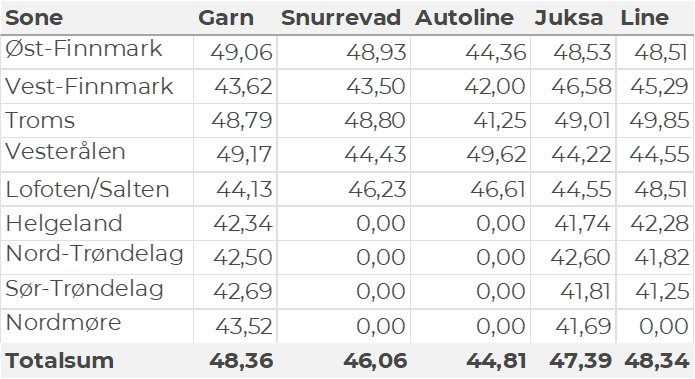 Sone Garn Snurrevad Autoline Juksa Line
Øst-Finnmark 49,06 48,93 44,36 48,53 48,51
Vest-Finnmark 43,62 43,50 42,00 46,58 45,29
Troms 48,79 48,80 41,25 49,01 49,85
Vesterålen 49,17 44,43 49,62 44,22 44,55
Lofoten/Salten 44,13 46,23 46,61 44,55 48,51
Helgeland 42,34 0,00 0,00 41,74 42,28
Nord-Trøndelag 42,50 0,00 0,00 42,60 41,82
Sør-Trøndelag 42,69 0,00 0,00 41,81 41,25
Nordmøre 43,52 0,00 0,00 41,69 0,00
Totalsum 48,36 46,06 44,81 47,39 48,34